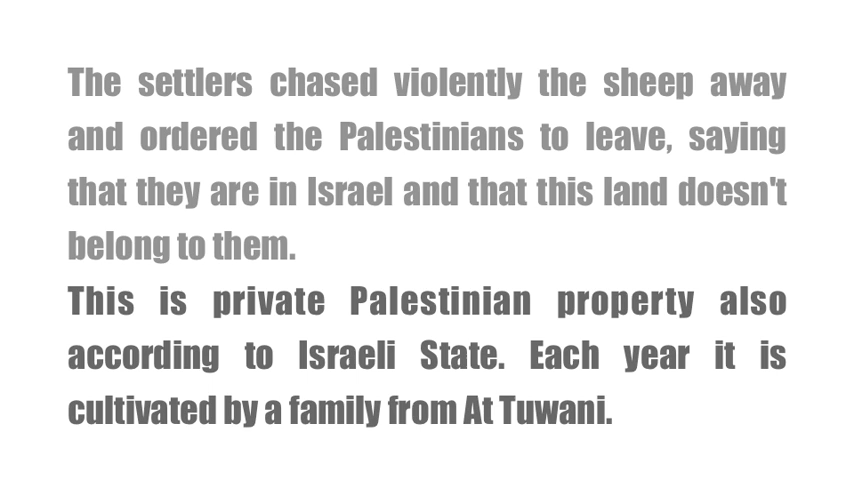 The settlers chased violently the sheep away
and ordered the Palestinians to leave, saying
that they are in Israel and that this land doesn't
belong to them.
This is private Palestinian property also
according to Israeli State. Each year it is
cultivated by a family from At Tuwani.